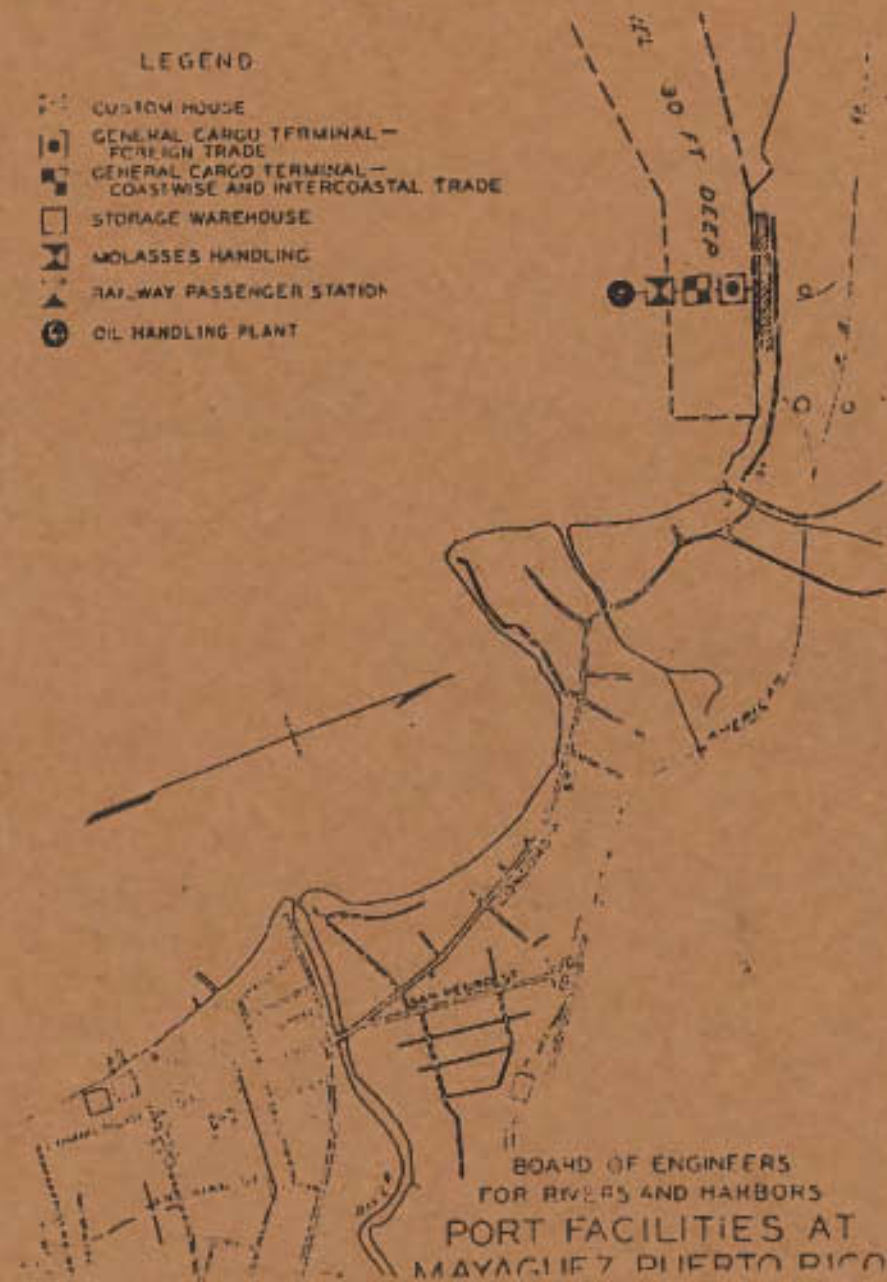 LEGEND
CUSTOM HOUSE
GENERAL CARGO TERMINAL—
FOREIGN TRADE
GENERAL CARGO TERMINAL—
COASTWISE AND INTERCOASTAL TRADE
STORAGE WAREHOUSE
MOLASSES HANDLING
RAILWAY PASSENGER STATION
OIL HANDLING PLANT
30 FT DEEP
AMERICAN
RIVER
BOARD OF ENGINEERS
FOR RIVERS AND HARBORS
PORT FACILITIES AT
MAYAGUEZ, PUERTO RICO